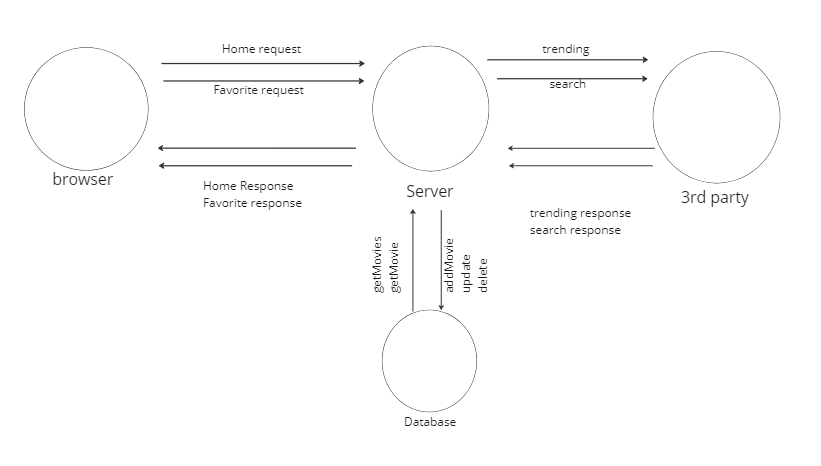 Home request
trending
Favorite request
search
browser
Home Response
Favorite response
Server
3rd party
trending response
search response
getMovies
getMovie
addMovie
update
delete
Database